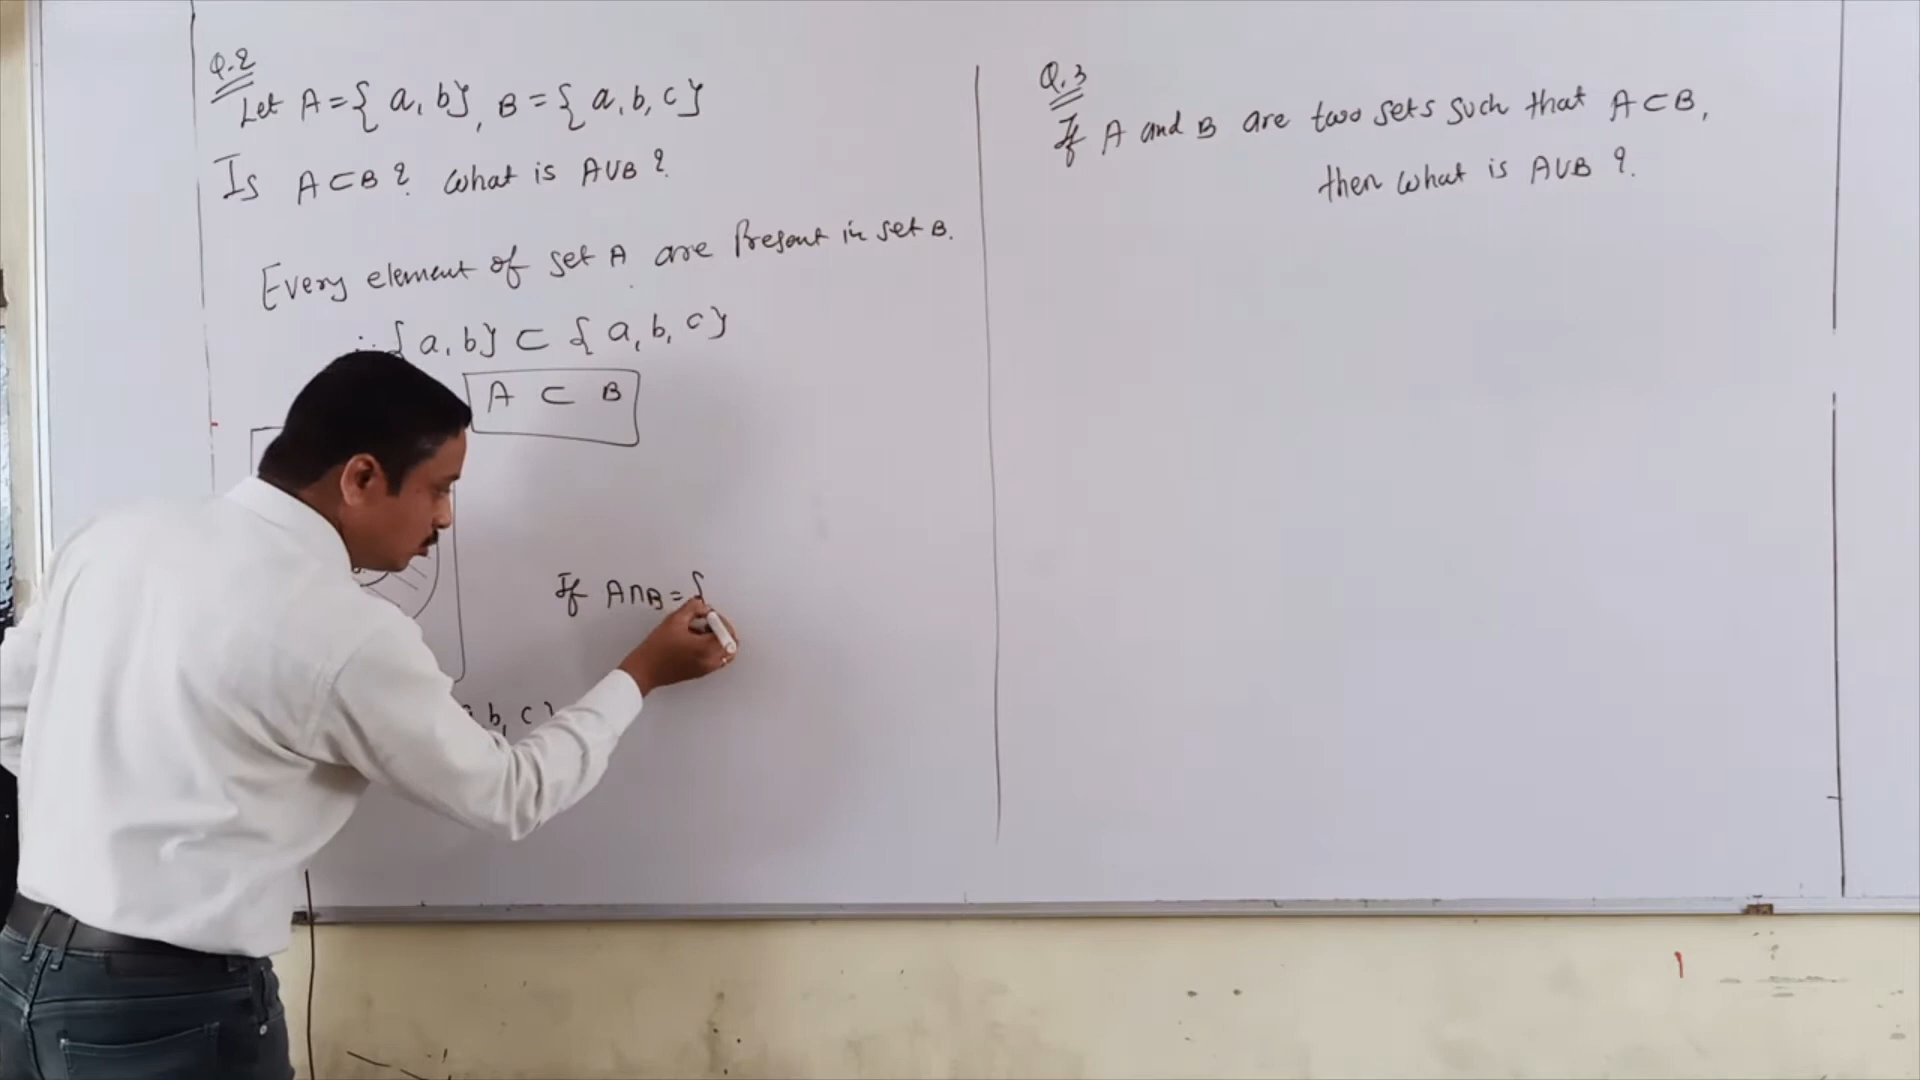 Q.2
Let A = { a, b}, B = { a, b, c}
Is A ⊂ B ? What is A∪B ?
Every element of set A are Present in set B.
∴ { a, b} ⊂ { a, b, c}
A ⊂ B
If A∩B = {
b, c}
Q.3
If A and B are two sets such that A ⊂ B,
then what is A∪B ?